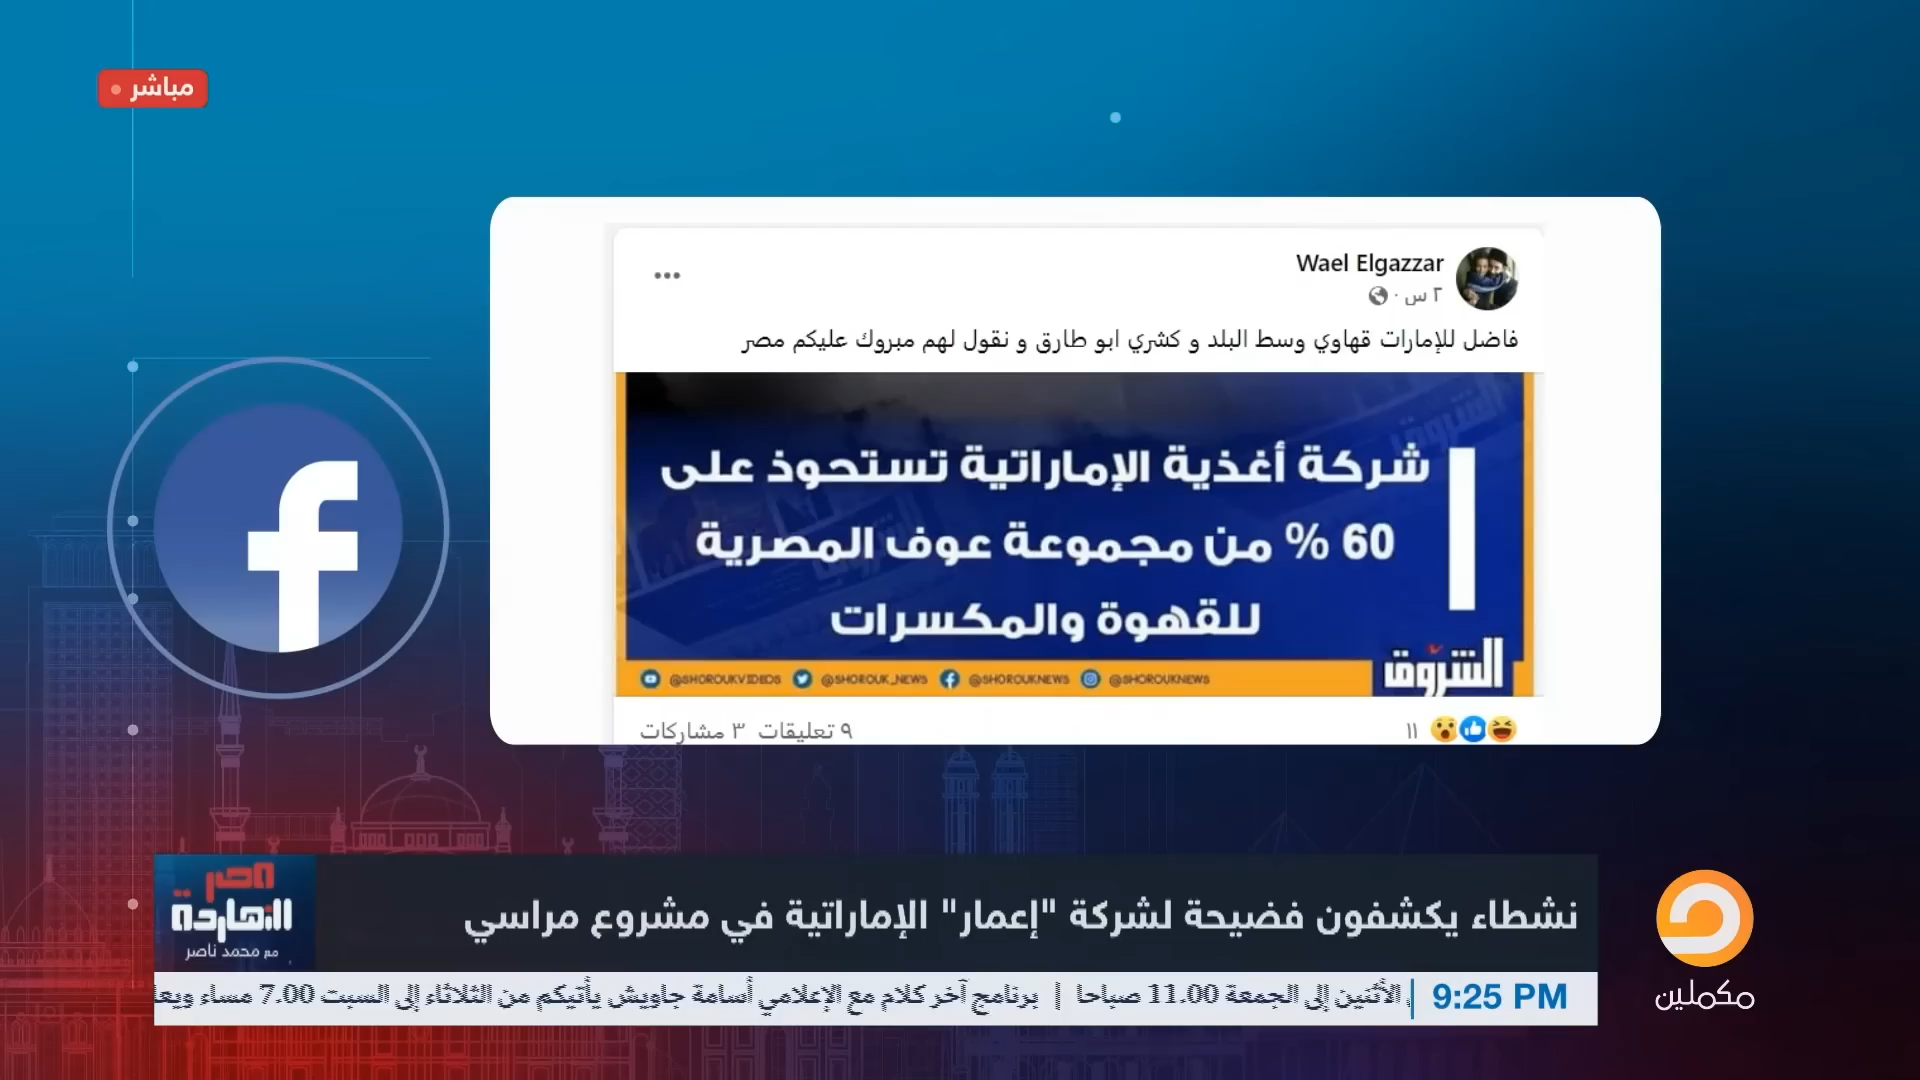 مباشر
Wael Elgazzar
٢ س ·
فاضل للإمارات قهاوي وسط البلد و كشري ابو طارق و نقول لهم مبروك عليكم مصر
شركة أغذية الإماراتية تستحوذ على
60 % من مجموعة عوف المصرية
للقهوة والمكسرات
الشروق
@SHOROUKVIDEOS @SHOROUK_NEWS @SHOROUKNEWS @SHOROUKNEWS
١١
٩ تعليقات ٣ مشاركات
نشطاء يكشفون فضيحة لشركة "إعمار" الإماراتية في مشروع مراسي
مصر
النهاردة
مع محمد ناصر
9:25 PM
الأثنين إلى الجمعة 11.00 صباحا | برنامج آخر كلام مع الإعلامي أسامة جاويش يأتيكم من الثلاثاء إلى السبت 7.00 مساء
مكملين